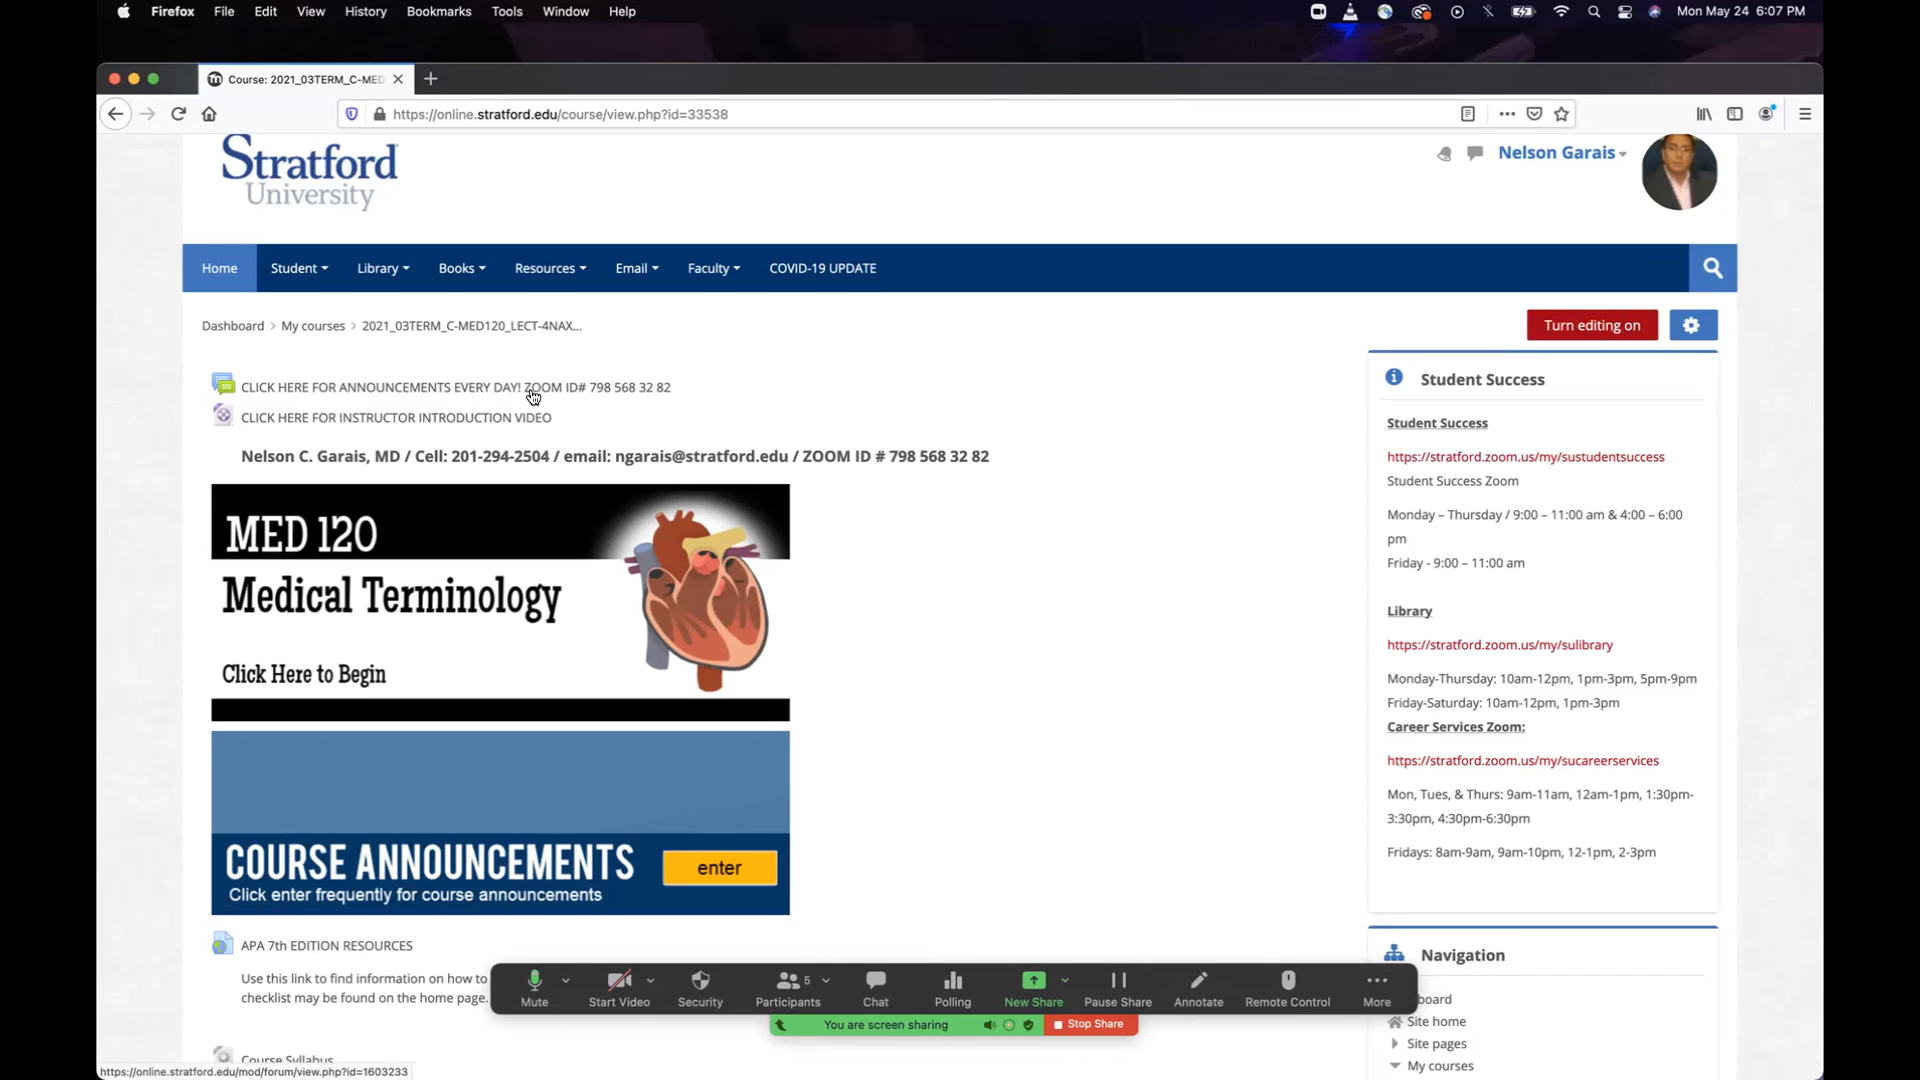 Firefox File Edit View History Bookmarks Tools Window Help Mon May 24 6:07 PM
Course: 2021_03TERM_C-MED
https://online.stratford.edu/course/view.php?id=33538
Stratford
University
Nelson Garais
Home Student Library Books Resources Email Faculty COVID-19 UPDATE
Dashboard > My courses > 2021_03TERM_C-MED120_LECT-4NAX...
Turn editing on
CLICK HERE FOR ANNOUNCEMENTS EVERY DAY! ZOOM ID# 798 568 32 82
CLICK HERE FOR INSTRUCTOR INTRODUCTION VIDEO
Nelson C. Garais, MD / Cell: 201-294-2504 / email: ngarais@stratford.edu / ZOOM ID # 798 568 32 82
MED 120
Medical Terminology
Click Here to Begin
COURSE ANNOUNCEMENTS
enter
Click enter frequently for course announcements
APA 7th EDITION RESOURCES
Use this link to find information on how to
checklist may be found on the home page.
Course Syllabus
Student Success
Student Success
https://stratford.zoom.us/my/sustudentsuccess
Student Success Zoom
Monday – Thursday / 9:00 – 11:00 am & 4:00 – 6:00
pm
Friday - 9:00 – 11:00 am
Library
https://stratford.zoom.us/my/sulibrary
Monday-Thursday: 10am-12pm, 1pm-3pm, 5pm-9pm
Friday-Saturday: 10am-12pm, 1pm-3pm
Career Services Zoom:
https://stratford.zoom.us/my/sucareerservices
Mon, Tues, & Thurs: 9am-11am, 12am-1pm, 1:30pm-
3:30pm, 4:30pm-6:30pm
Fridays: 8am-9am, 9am-10pm, 12-1pm, 2-3pm
Navigation
board
Site home
Site pages
My courses
5
Mute Start Video Security Participants Chat Polling New Share Pause Share Annotate Remote Control More
You are screen sharing Stop Share
https://online.stratford.edu/mod/forum/view.php?id=1603233